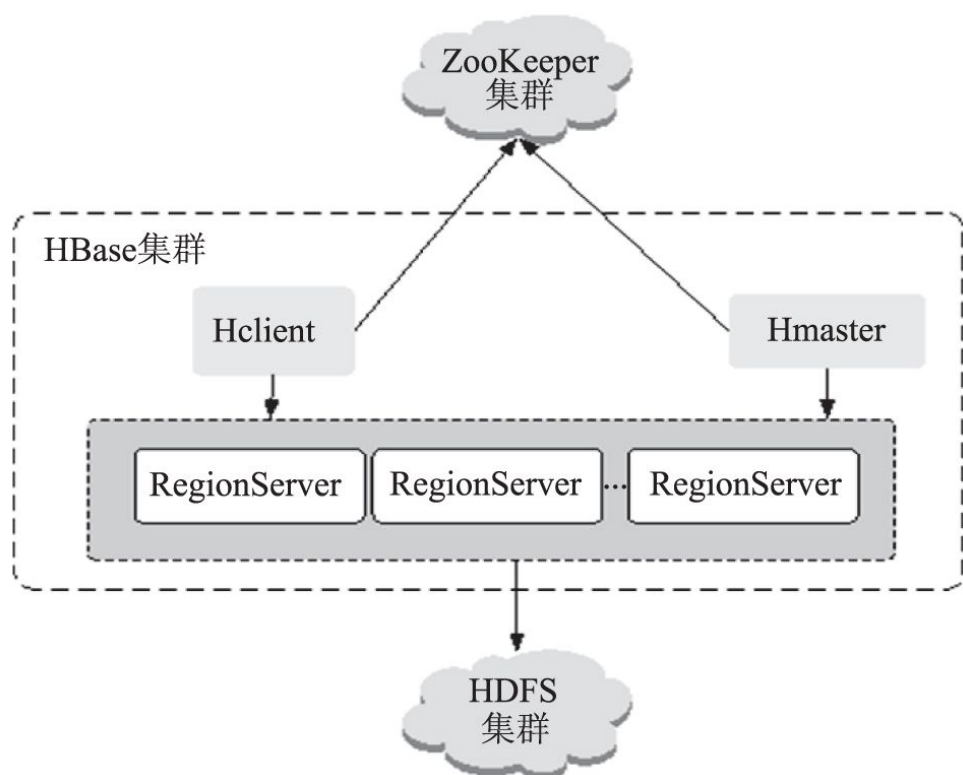 ZooKeeper
集群
HBase集群
Hclient
Hmaster
RegionServer RegionServer ··· RegionServer
HDFS
集群